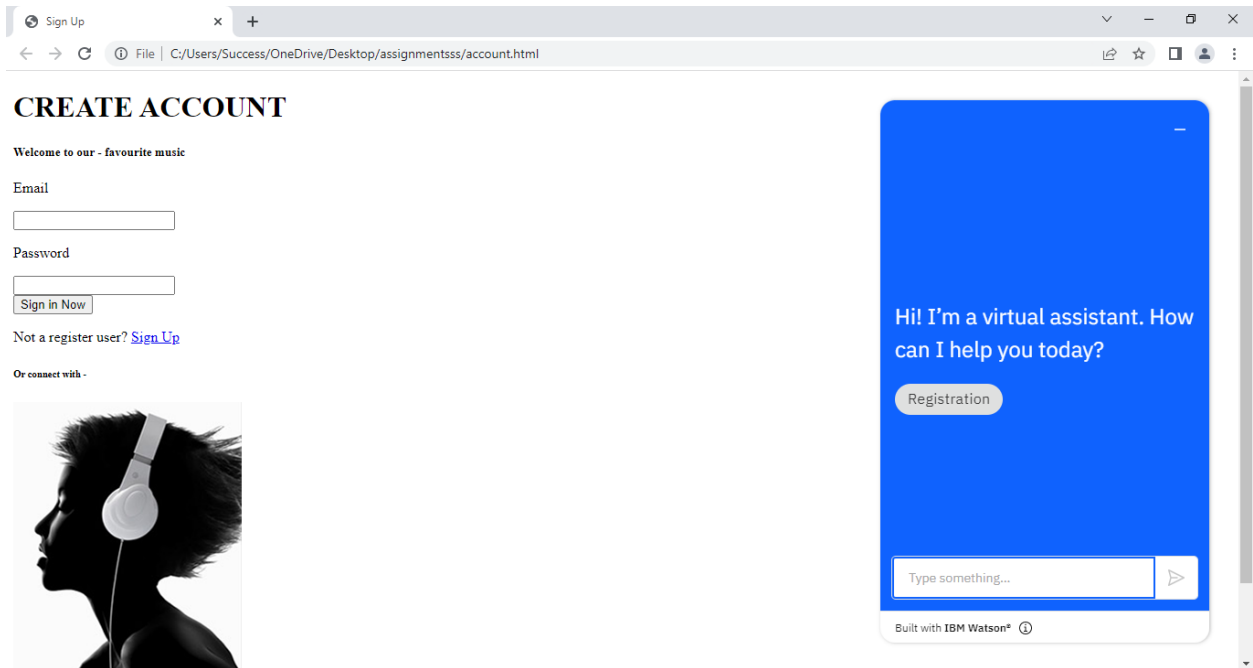 Sign Up
File
C:/Users/Success/OneDrive/Desktop/assignmentsss/account.html
CREATE ACCOUNT
Welcome to our - favourite music
Email
Password
Sign in Now
Not a register user? Sign Up
Or connect with -
Hi! I'm a virtual assistant. How
can I help you today?
Registration
Type something...
Built with IBM Watson®